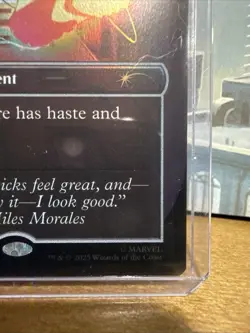 ent
re has haste and
icks feel great, and—
y it—I look good."
Miles Morales
© MARVEL
™ & © 2025 Wizards of the Coast